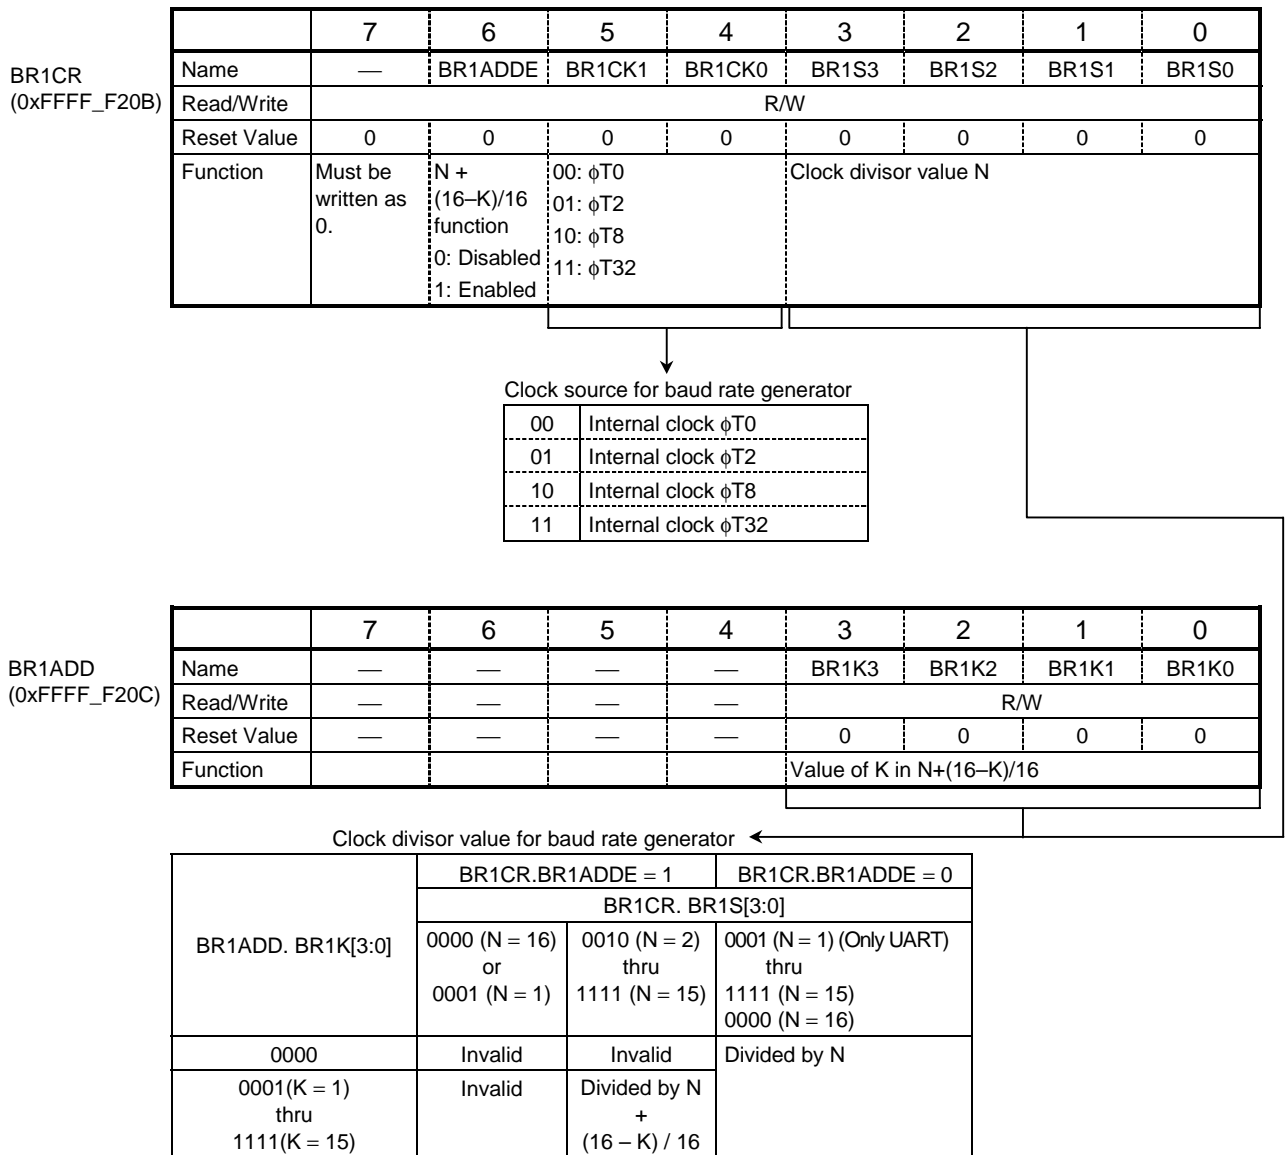 7 6 5 4 3 2 1 0
BR1CR
(0xFFFF_F20B)
Name — BR1ADDE BR1CK1 BR1CK0 BR1S3 BR1S2 BR1S1 BR1S0
Read/Write R/W
Reset Value 0 0 0 0 0 0 0 0
Function
Must be
written as
0.
N +
(16–K)/16
function
0: Disabled
1: Enabled
00: ϕT0
01: ϕT2
10: ϕT8
11: ϕT32
Clock divisor value N
Clock source for baud rate generator
00 Internal clock ϕT0
01 Internal clock ϕT2
10 Internal clock ϕT8
11 Internal clock ϕT32
7 6 5 4 3 2 1 0
BR1ADD
(0xFFFF_F20C)
Name — — — — BR1K3 BR1K2 BR1K1 BR1K0
Read/Write — — — — R/W
Reset Value — — — — 0 0 0 0
Function Value of K in N+(16–K)/16
Clock divisor value for baud rate generator
BR1ADD. BR1K[3:0]
BR1CR.BR1ADDE = 1 BR1CR.BR1ADDE = 0
BR1CR. BR1S[3:0]
0000 (N = 16)
or
0001 (N = 1)
0010 (N = 2)
thru
1111 (N = 15)
0001 (N = 1) (Only UART)
thru
1111 (N = 15)
0000 (N = 16)
0000 Invalid Invalid Divided by N
0001(K = 1)
thru
1111(K = 15)
Invalid
Divided by N
+
(16 – K) / 16